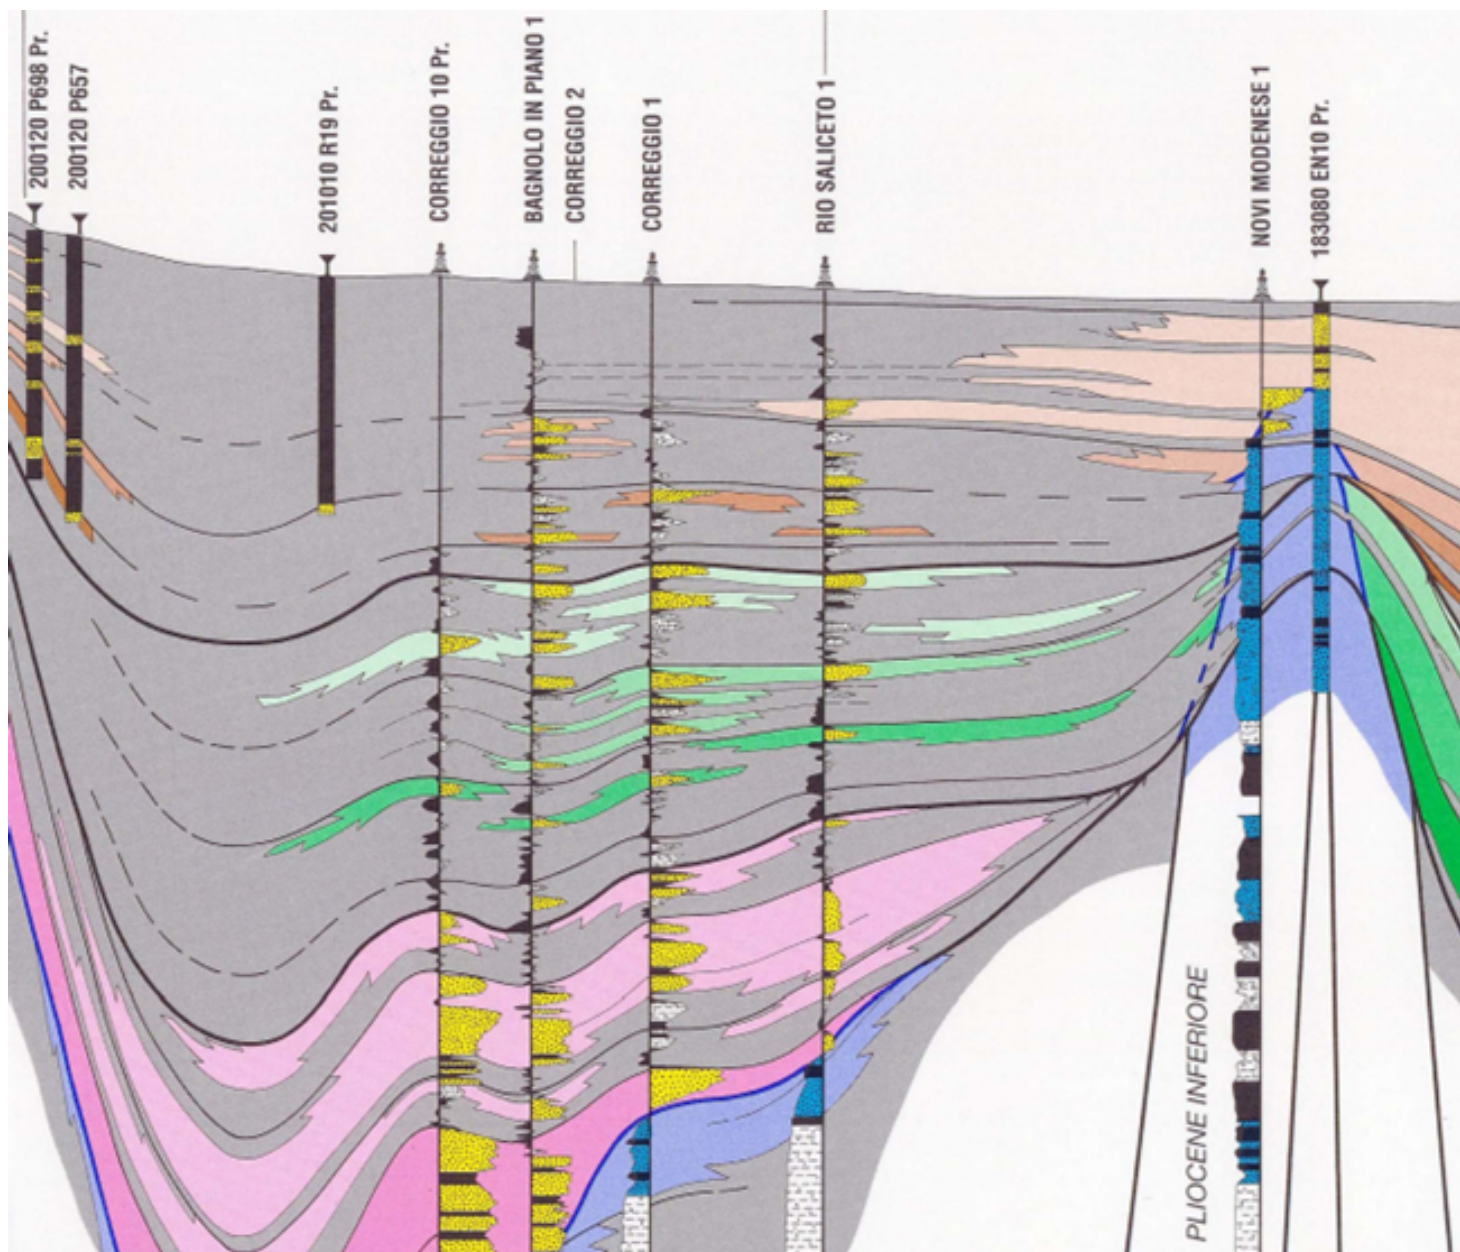 200120 P698 Pr.
200120 P657
201010 R19 Pr.
CORREGGIO 10 Pr.
BAGNOLO IN PIANO 1
CORREGGIO 2
CORREGGIO 1
RIO SALICETO 1
NOVI MODENESE 1
183080 EN10 Pr.
PLIOCENE INFERIORE